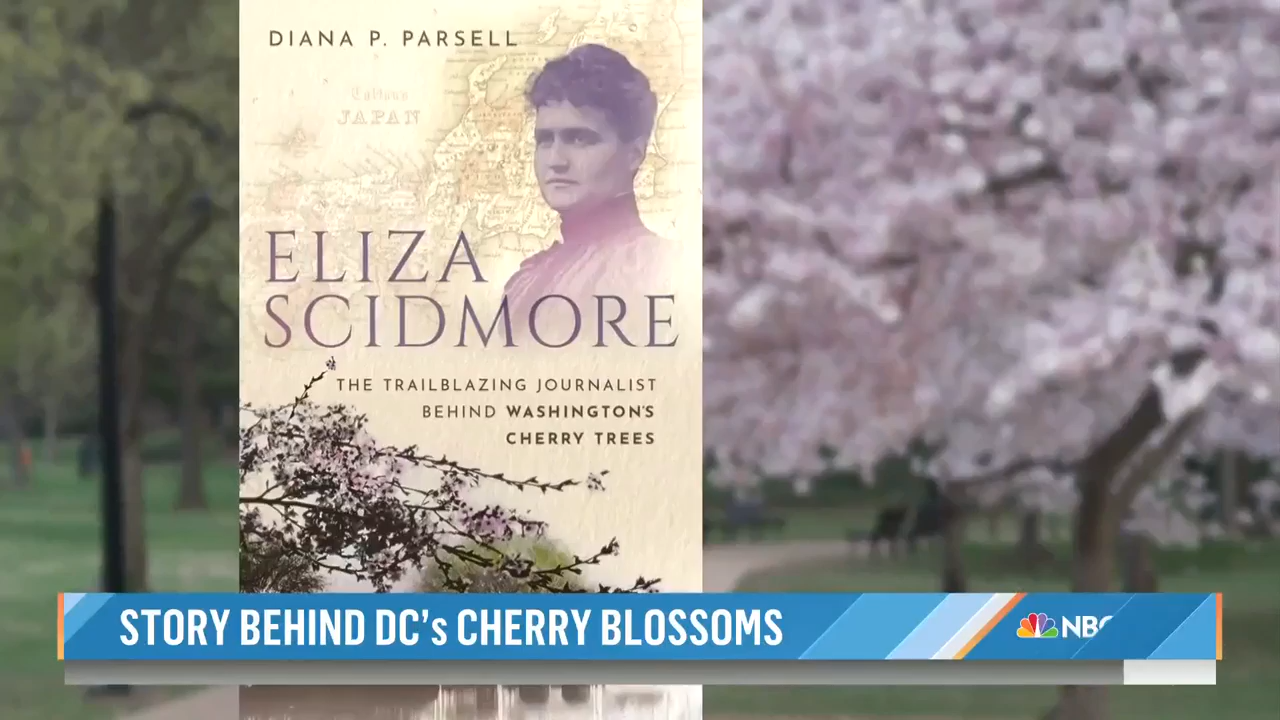 DIANA P. PARSELL
JAPAN
ELIZA
SCIDMORE
THE TRAILBLAZING JOURNALIST
BEHIND WASHINGTON'S
CHERRY TREES
STORY BEHIND DC's CHERRY BLOSSOMS
NBC